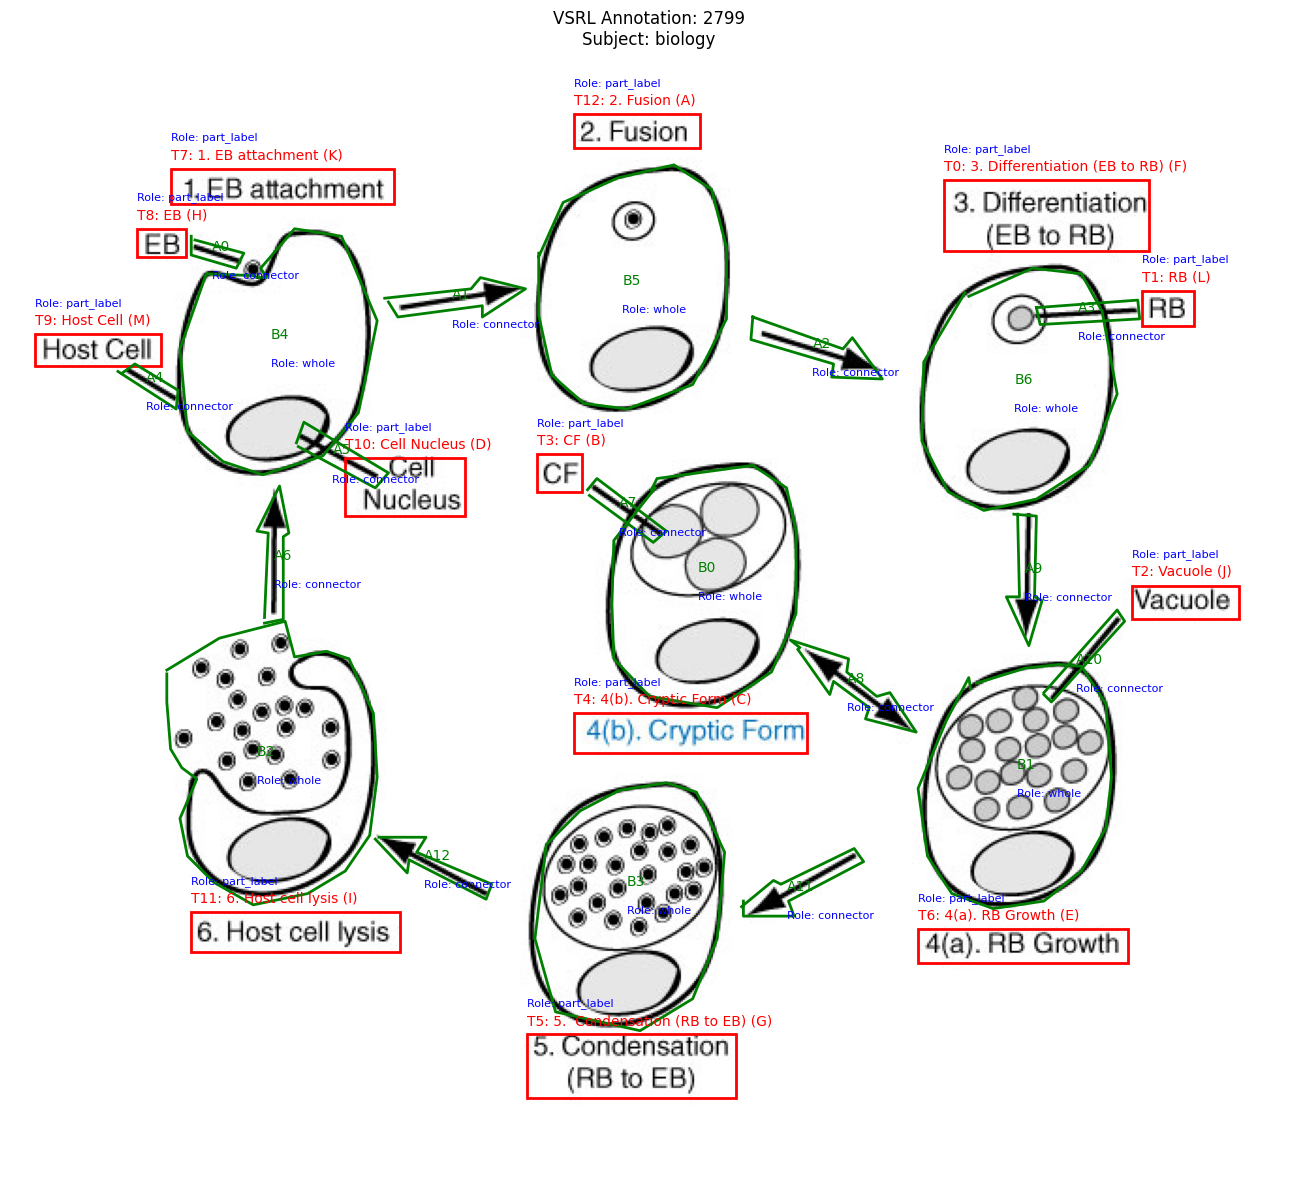 VSRL Annotation: 2799
Subject: biology
Role: part_label
T12: 2. Fusion (A)
2. Fusion
Role: part_label
T7: 1. EB attachment (K)
1. EB attachment
Role: part_label
T0: 3. Differentiation (EB to RB) (F)
3. Differentiation
(EB to RB)
Role: part_label
T8: EB (H)
EB
A0
Role: connector
Role: part_label
T1: RB (L)
RB
A3
Role: connector
Role: part_label
T9: Host Cell (M)
Host Cell
A4
Role: connector
B4
Role: whole
A1
Role: connector
B5
Role: whole
A2
Role: connector
B6
Role: whole
Role: part_label
T10: Cell Nucleus (D)
Cell
Nucleus
A5
Role: connector
Role: part_label
T3: CF (B)
CF
A7
Role: connector
B0
Role: whole
A6
Role: connector
A9
Role: connector
Role: part_label
T2: Vacuole (J)
Vacuole
A10
Role: connector
Role: part_label
T4: 4(b). Cryptic Form (C)
4(b). Cryptic Form
A8
Role: connector
B2
Role: whole
B1
Role: whole
A12
Role: connector
B3
Role: whole
A11
Role: connector
Role: part_label
T11: 6. Host cell lysis (I)
6. Host cell lysis
Role: part_label
T6: 4(a). RB Growth (E)
4(a). RB Growth
Role: part_label
T5: 5.  Condensation (RB to EB) (G)
5. Condensation
(RB to EB)